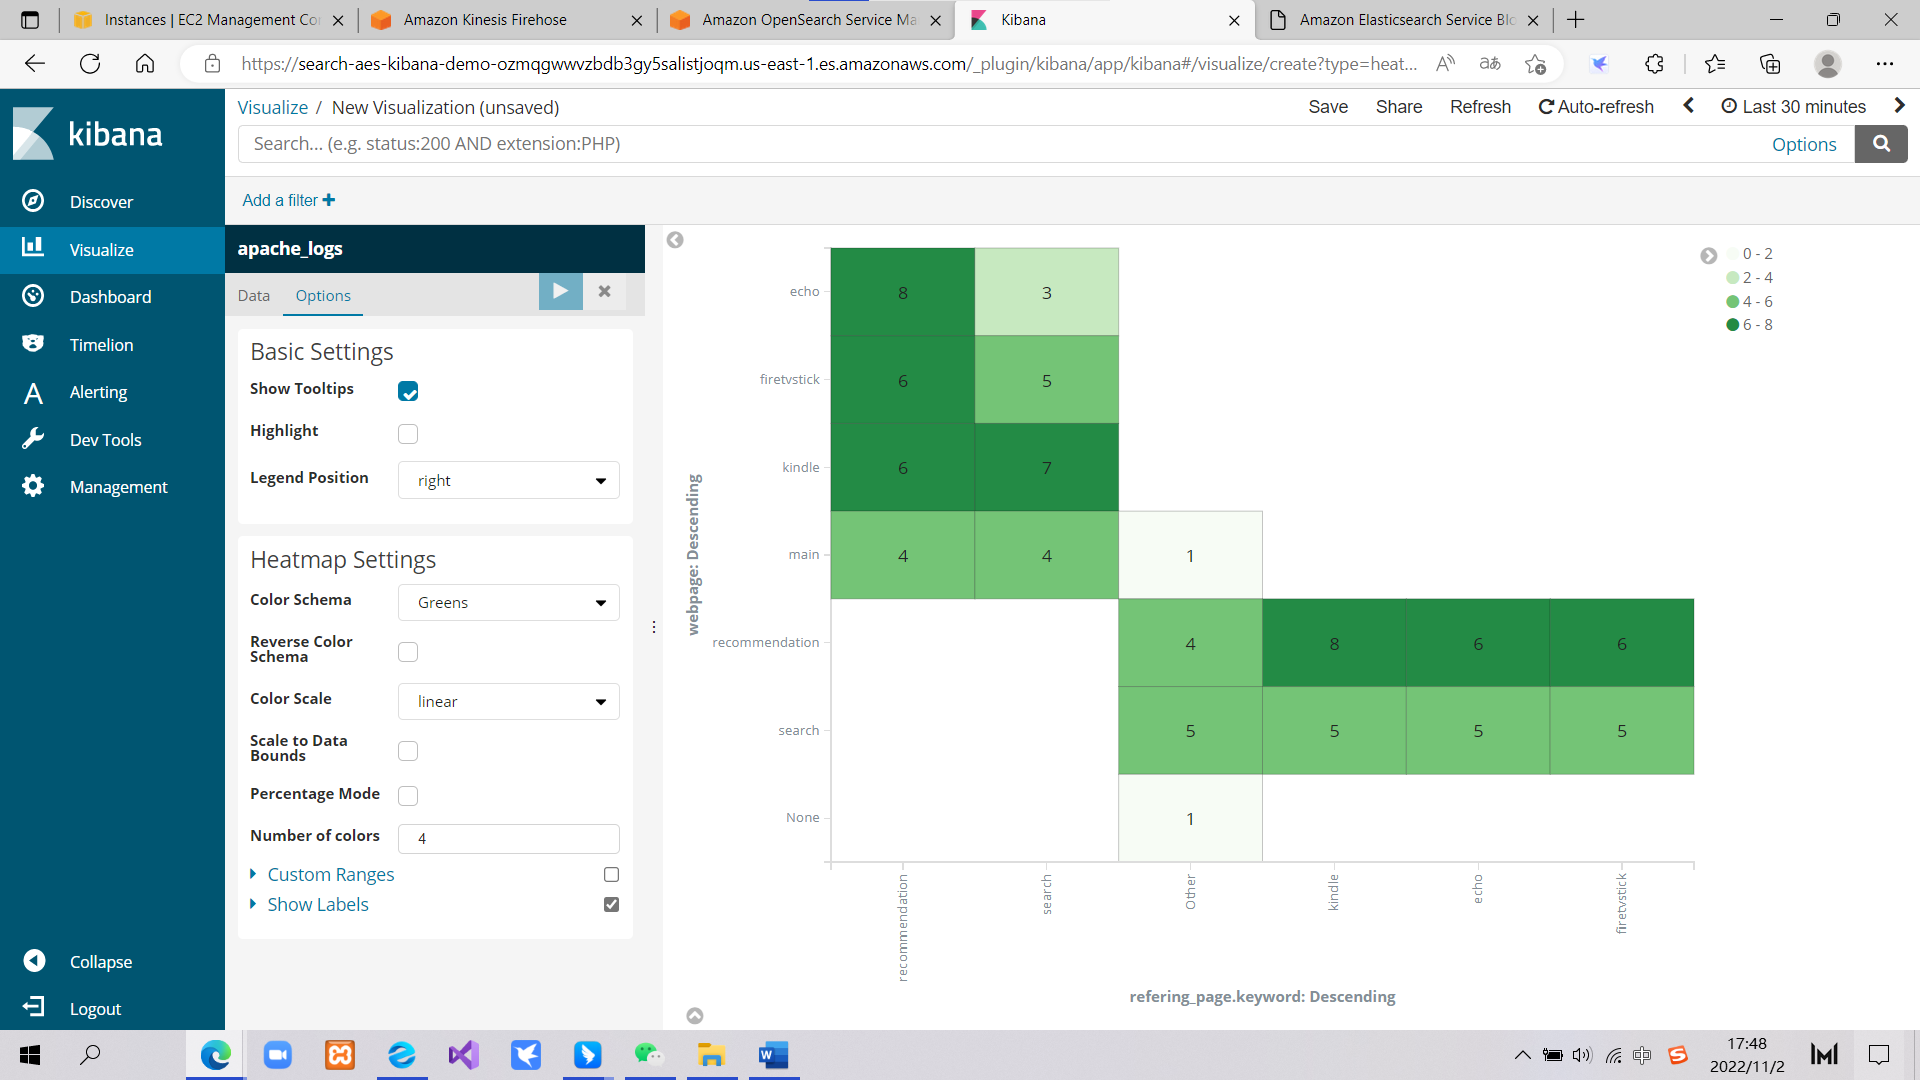 Instances | EC2 Management Co
Amazon Kinesis Firehose
Amazon OpenSearch Service Ma
Kibana
Amazon Elasticsearch Service Blo
https://search-aes-kibana-demo-ozmqgwwvzbdb3gy5salistjoqm.us-east-1.es.amazonaws.com/_plugin/kibana/app/kibana#/visualize/create?type=heat...
kibana
Discover
Visualize
Dashboard
Timelion
Alerting
Dev Tools
Management
Collapse
Logout
Visualize / New Visualization (unsaved)
Save Share Refresh Auto-refresh Last 30 minutes
Search... (e.g. status:200 AND extension:PHP)
Options
Add a filter
apache_logs
Data Options
Basic Settings
Show Tooltips
Highlight
Legend Position right
Heatmap Settings
Color Schema Greens
Reverse Color
Schema
Color Scale linear
Scale to Data
Bounds
Percentage Mode
Number of colors 4
Custom Ranges
Show Labels
webpage: Descending
echo 8 3
firetvstick 6 5
kindle 6 7
main 4 4 1
recommendation 4 8 6 6
search 5 5 5 5
None 1
recommendation
search
Other
kindle
echo
firetvstick
refering_page.keyword: Descending
0 - 2
2 - 4
4 - 6
6 - 8
中
17:48
2022/11/2